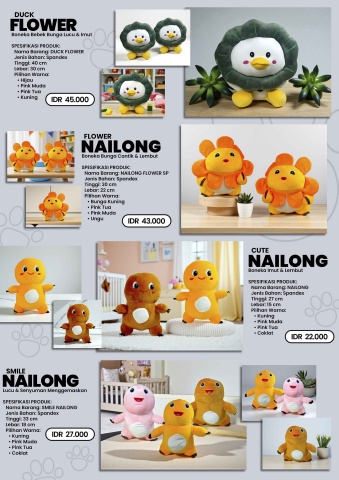 DUCK
FLOWER
Boneka Bebek Bunga Lucu & Imut
SPESIFIKASI PRODUK:
Nama Barang: DUCK FLOWER
Jenis Bahan: Spandex
Tinggi: 40 cm
Lebar: 30 cm
Pilihan Warna:
• Hijau
• Pink Muda
• Pink Tua
• Kuning
IDR 45.000
FLOWER
NAILONG
Boneka Bunga Cantik & Lembut
SPESIFIKASI PRODUK:
Nama Barang: NAILONG FLOWER SP
Jenis Bahan: Spandex
Tinggi: 30 cm
Lebar: 22 cm
Pilihan Warna:
• Bunga Kuning
• Pink Tua
• Pink Muda
• Ungu
IDR 43.000
CUTE
NAILONG
Boneka Imut & Lembut
SPESIFIKASI PRODUK:
Nama Barang: NAILONG
Jenis Bahan: Spandex
Tinggi: 27 cm
Lebar: 15 cm
Pilihan Warna:
• Kuning
• Pink Muda
• Pink Tua
• Coklat
IDR 22.000
SMILE
NAILONG
Lucu & Senyuman Menggemaskan
SPESIFIKASI PRODUK:
Nama Barang: SMILE NAILONG
Jenis Bahan: Spandex
Tinggi: 33 cm
Lebar: 18 cm
Pilihan Warna:
• Kuning
• Pink Muda
• Pink Tua
• Coklat
IDR 27.000